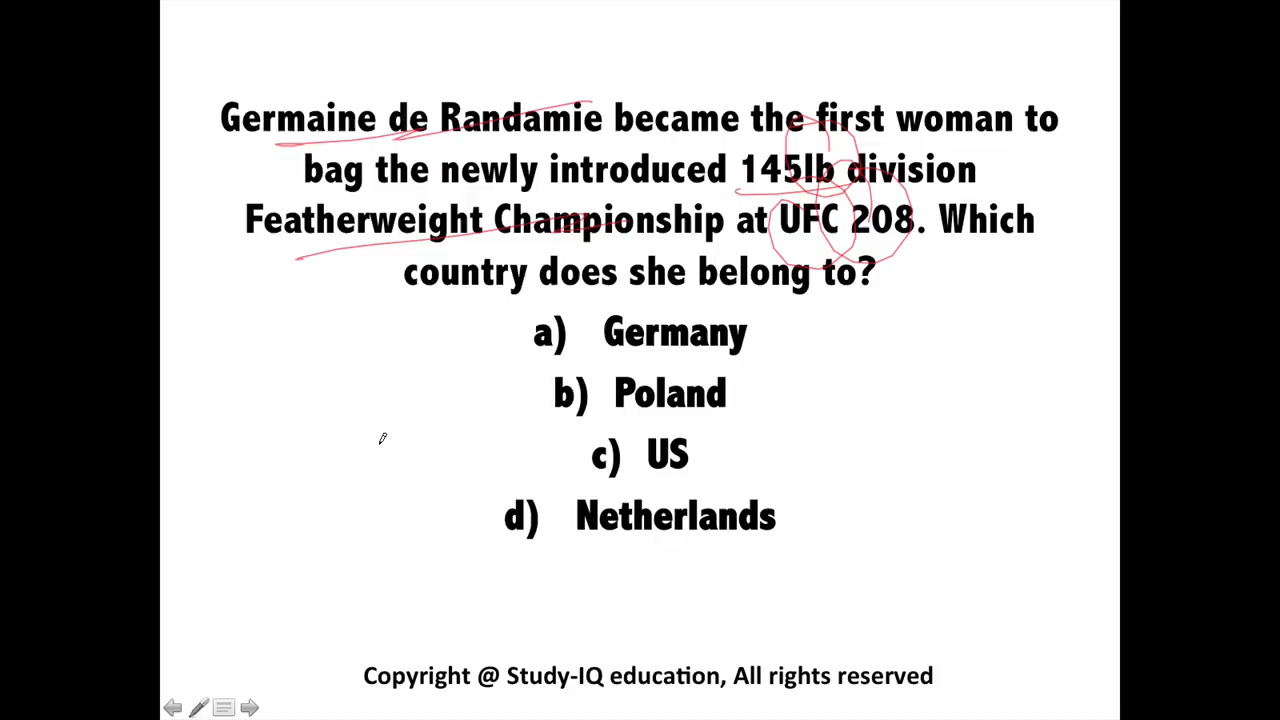 Germaine de Randamie became the first woman to
bag the newly introduced 145lb division
Featherweight Championship at UFC 208. Which
country does she belong to?
a) Germany
b) Poland
c) US
d) Netherlands
Copyright @ Study-IQ education, All rights reserved